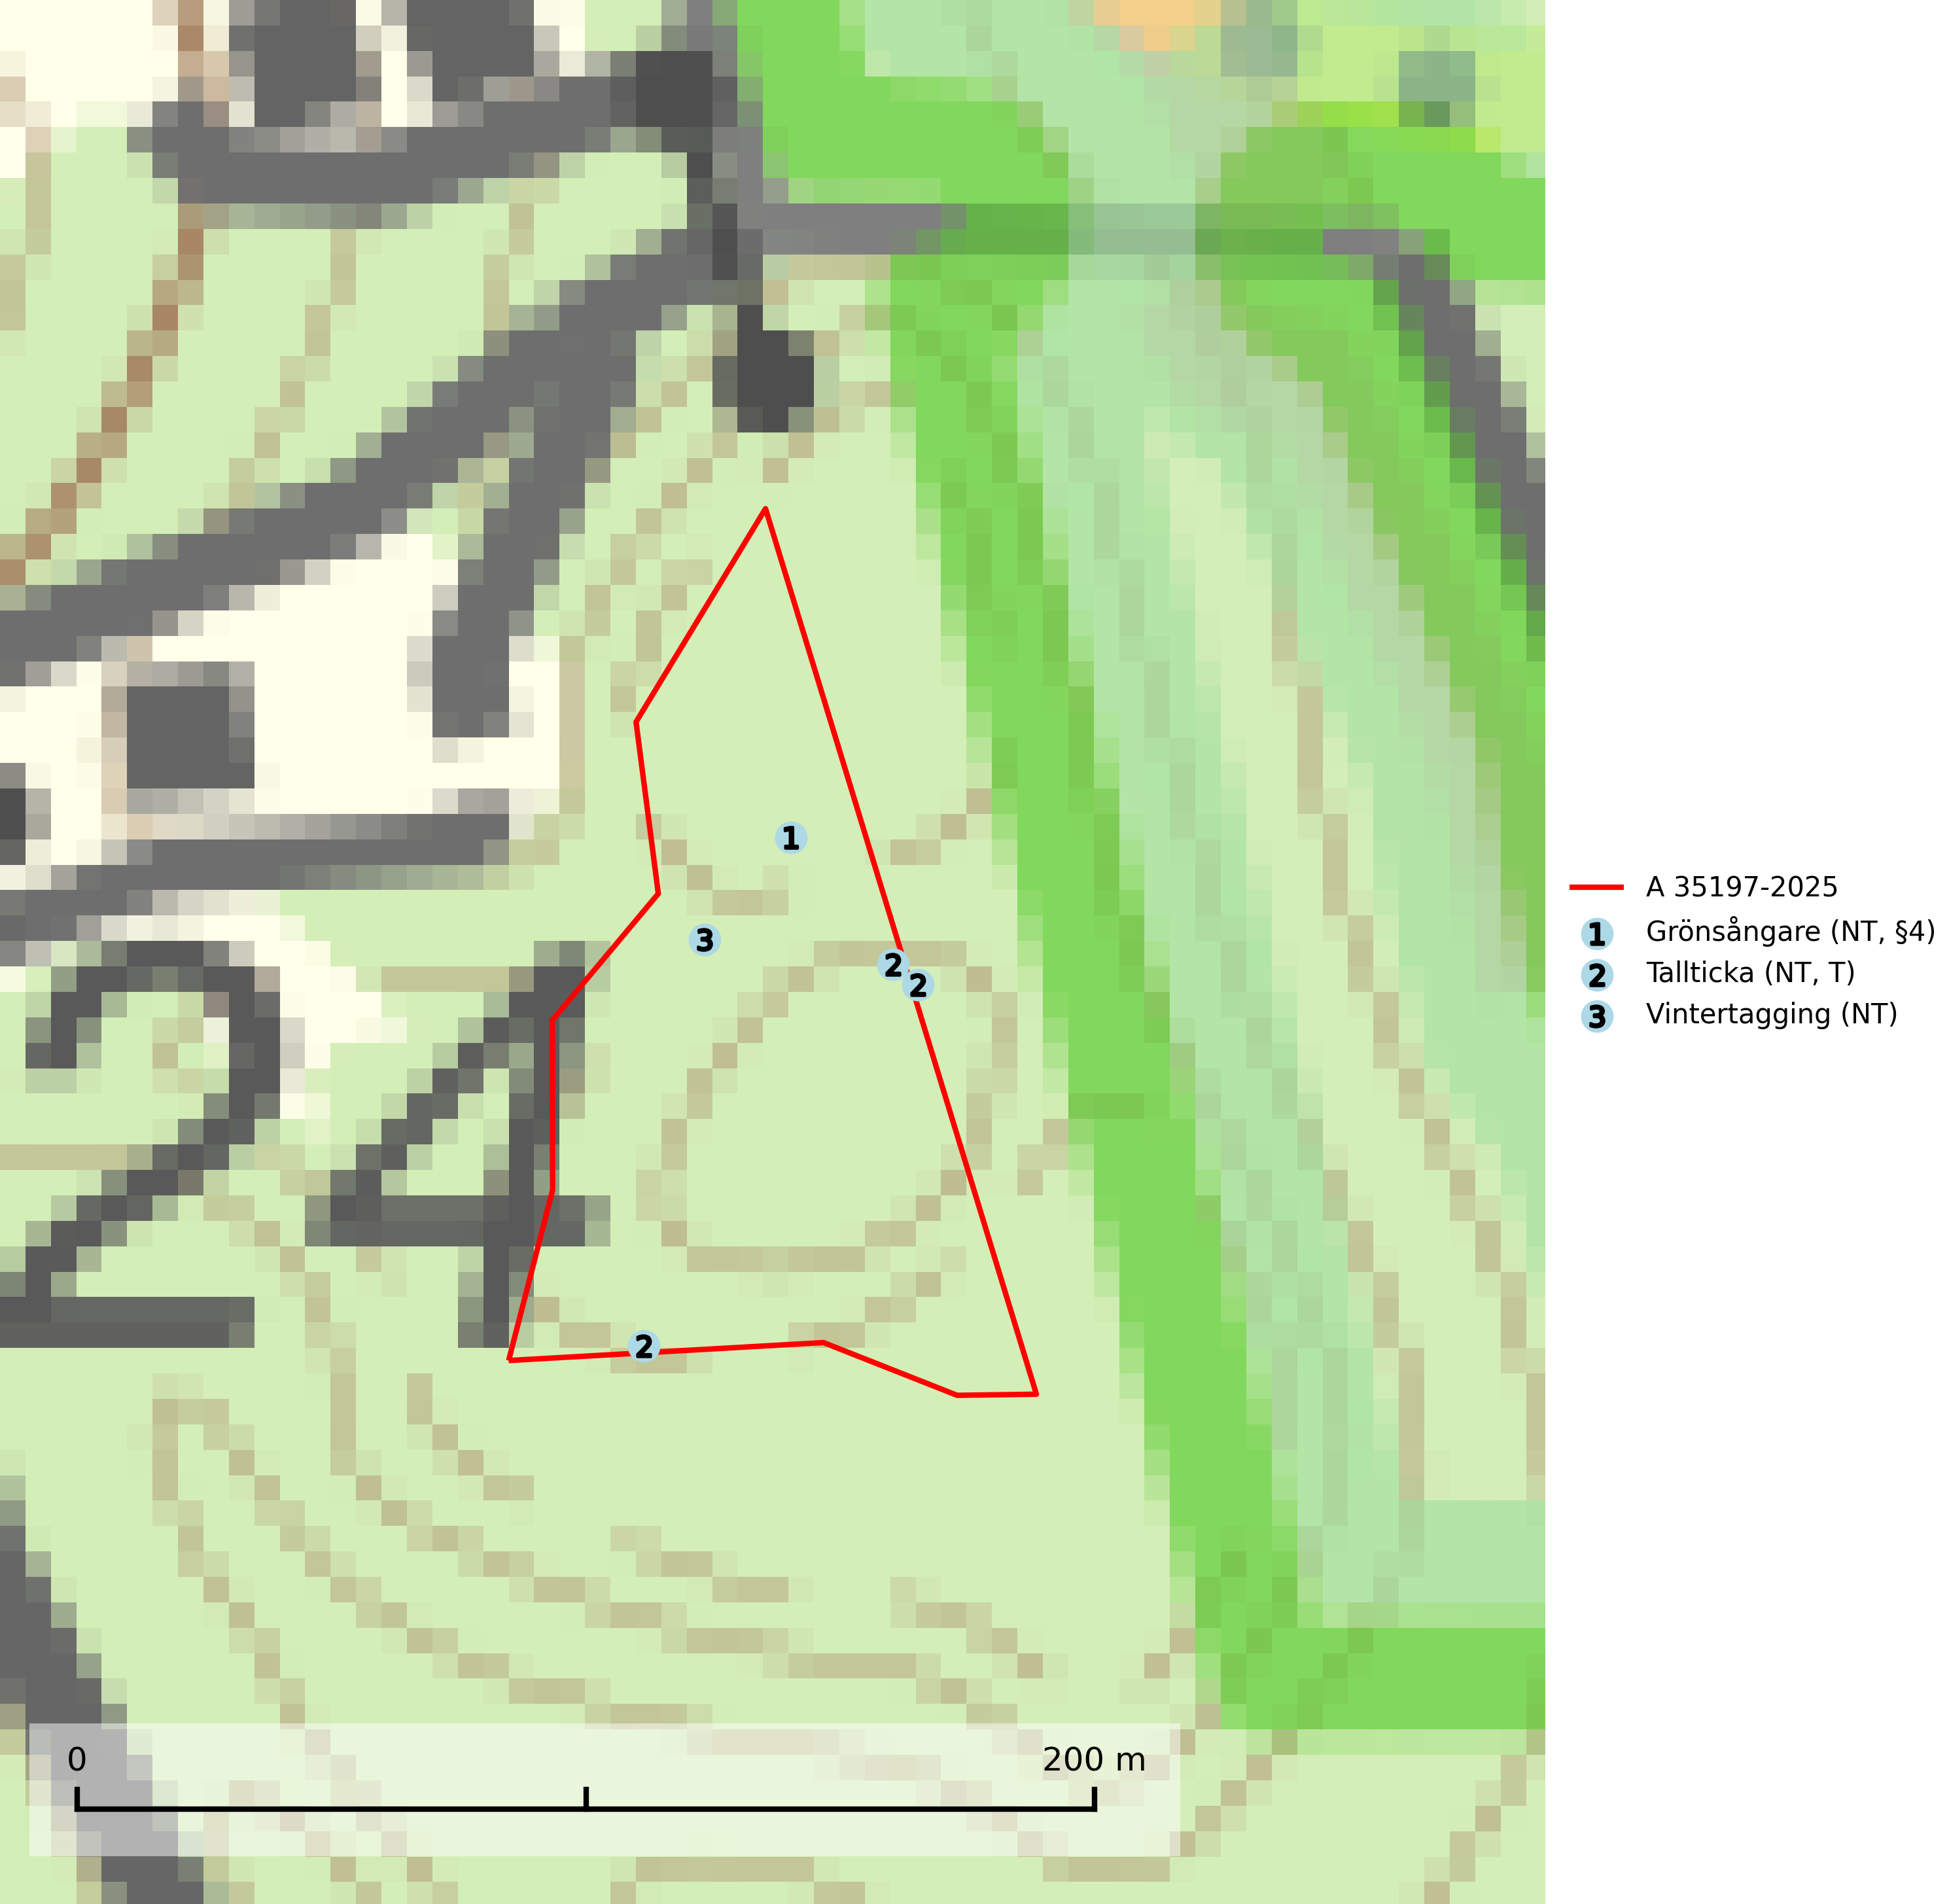 1
3
2
2
2
0 200 m
A 35197-2025
1 Grönsångare (NT, §4)
2 Tallticka (NT, T)
3 Vintertagging (NT)